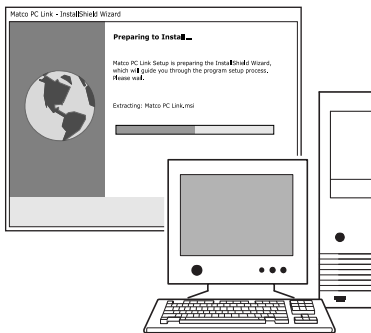 Matco PC Link - InstallShield Wizard
Preparing to Install...
Matco PC Link Setup is preparing the InstallShield Wizard,
which will guide you through the program setup process.
Please wait.
Extracting: Matco PC Link.msi